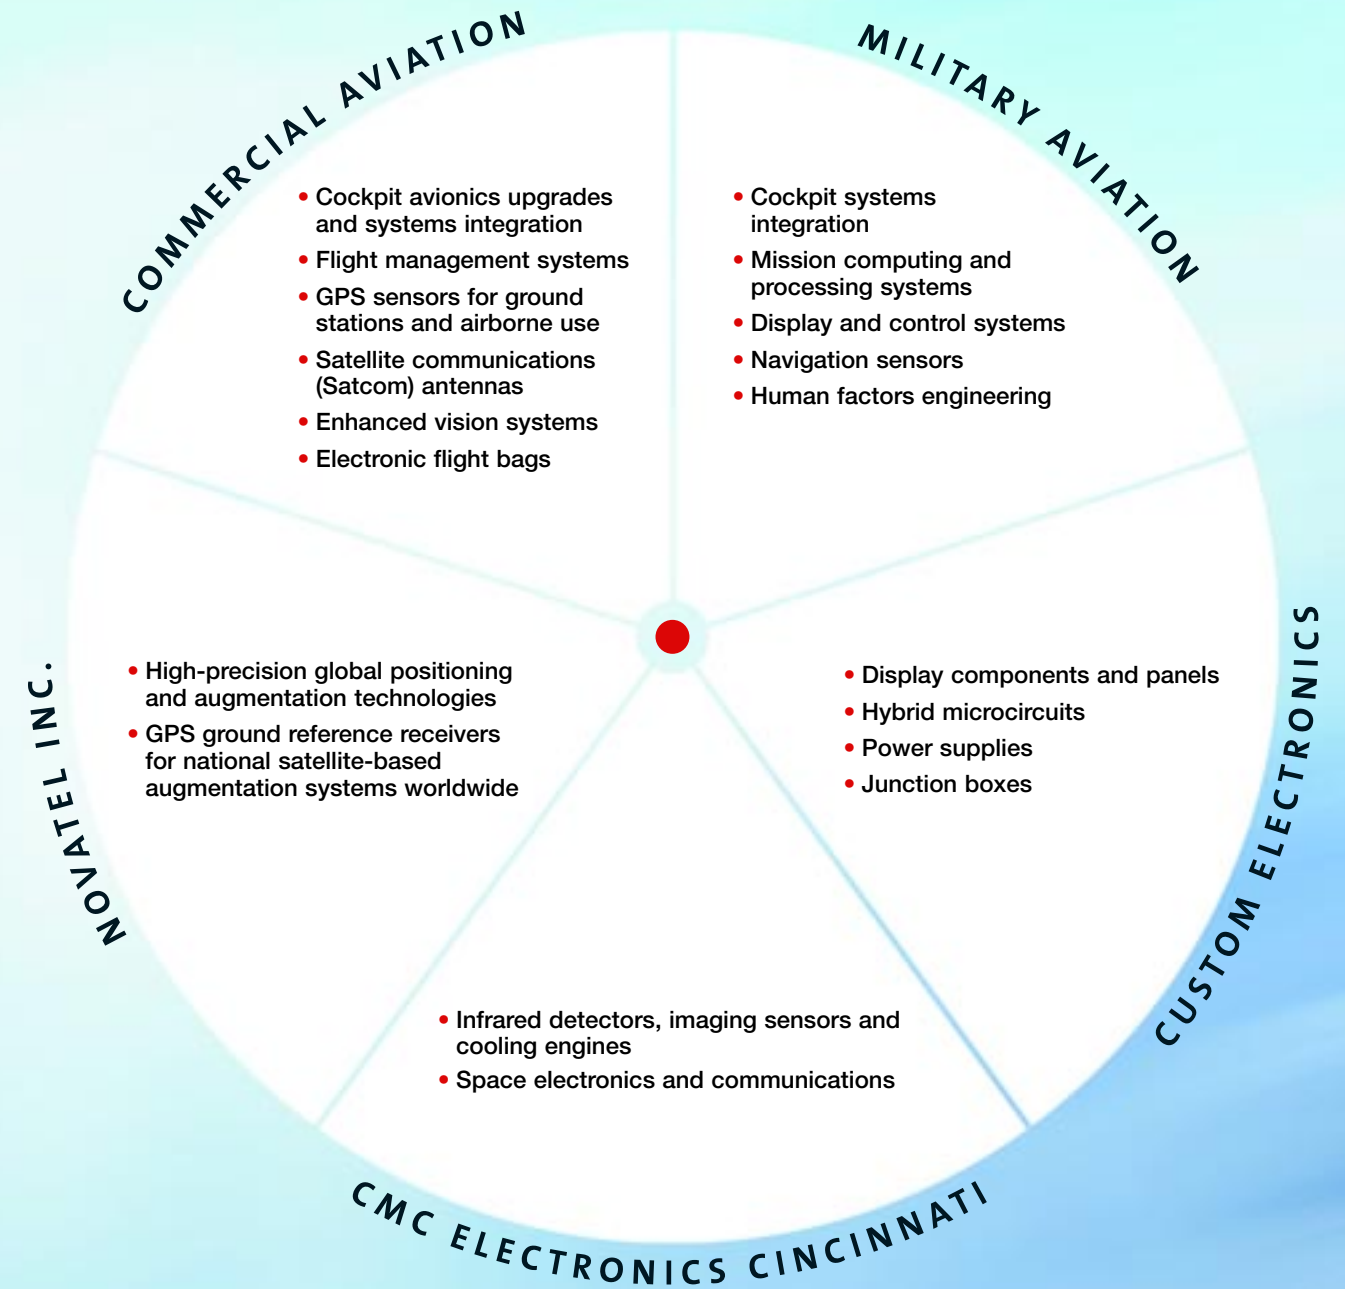 COMMERCIAL AVIATION
• Cockpit avionics upgrades
and systems integration
• Flight management systems
• GPS sensors for ground
stations and airborne use
• Satellite communications
(Satcom) antennas
• Enhanced vision systems
• Electronic flight bags
MILITARY AVIATION
• Cockpit systems
integration
• Mission computing and
processing systems
• Display and control systems
• Navigation sensors
• Human factors engineering
NOVATEL INC.
• High-precision global positioning
and augmentation technologies
• GPS ground reference receivers
for national satellite-based
augmentation systems worldwide
CUSTOM ELECTRONICS
• Display components and panels
• Hybrid microcircuits
• Power supplies
• Junction boxes
• Infrared detectors, imaging sensors and
cooling engines
• Space electronics and communications
CMC ELECTRONICS CINCINNATI